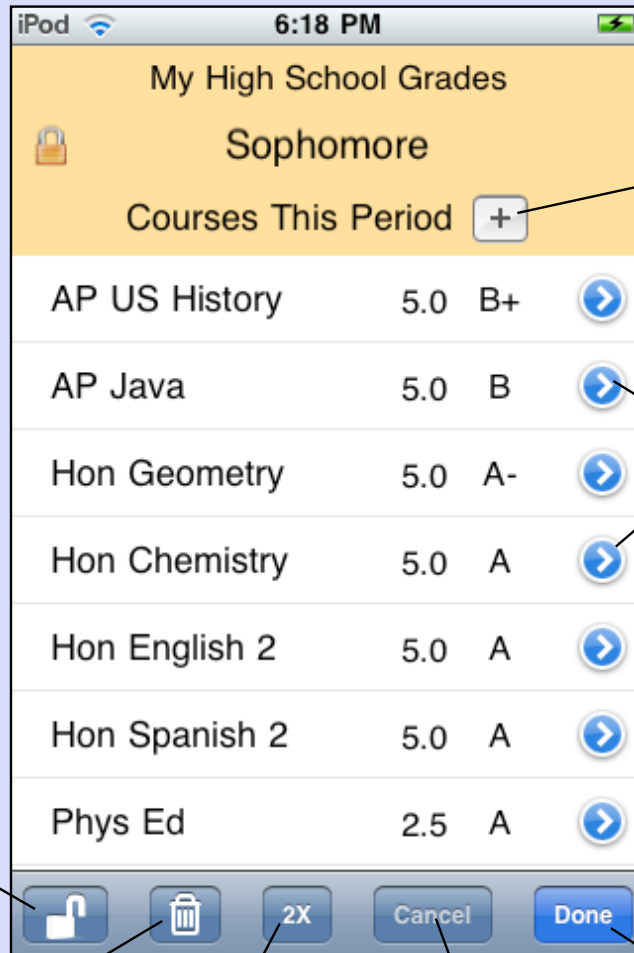 iPod 6:18 PM
My High School Grades
Sophomore
Courses This Period +
AP US History 5.0 B+
AP Java 5.0 B
Hon Geometry 5.0 A-
Hon Chemistry 5.0 A
Hon English 2 5.0 A
Hon Spanish 2 5.0 A
Phys Ed 2.5 A
2X Cancel Done